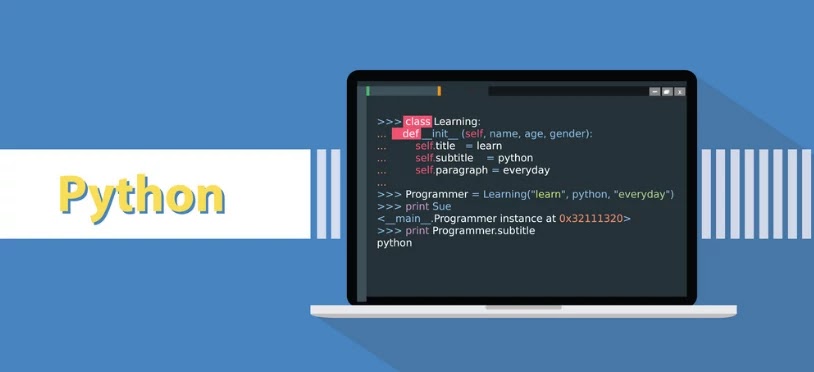 Python
>>> class Learning:
... def __init__ (self, name, age, gender):
... self.title = learn
... self.subtitle = python
... self.paragraph = everyday
...
>>> Programmer = Learning("learn", python, "everyday")
>>> print Sue
<__main__.Programmer instance at 0x32111320>
>>> print Programmer.subtitle
python